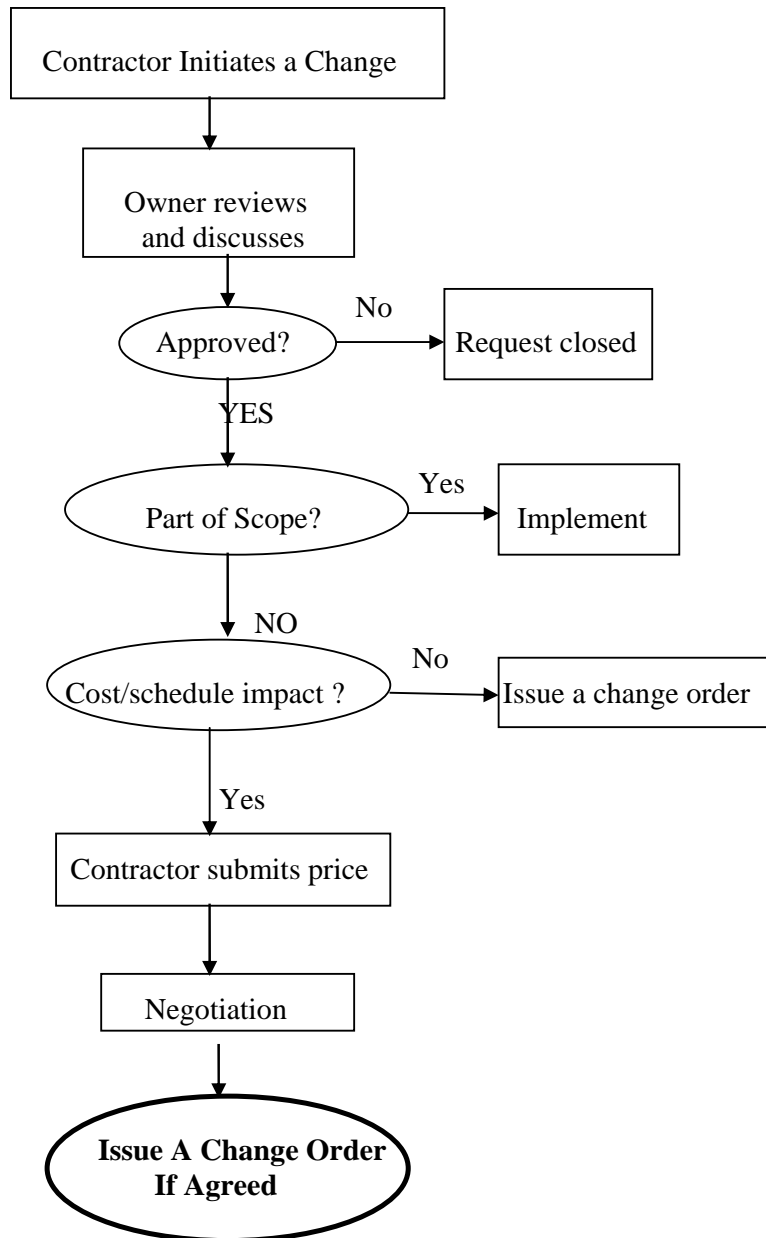 Contractor Initiates a Change
Owner reviews
and discusses
No
Approved?
Request closed
YES
Yes
Part of Scope?
Implement
NO
No
Cost/schedule impact ?
Issue a change order
Yes
Contractor submits price
Negotiation
Issue A Change Order
If Agreed